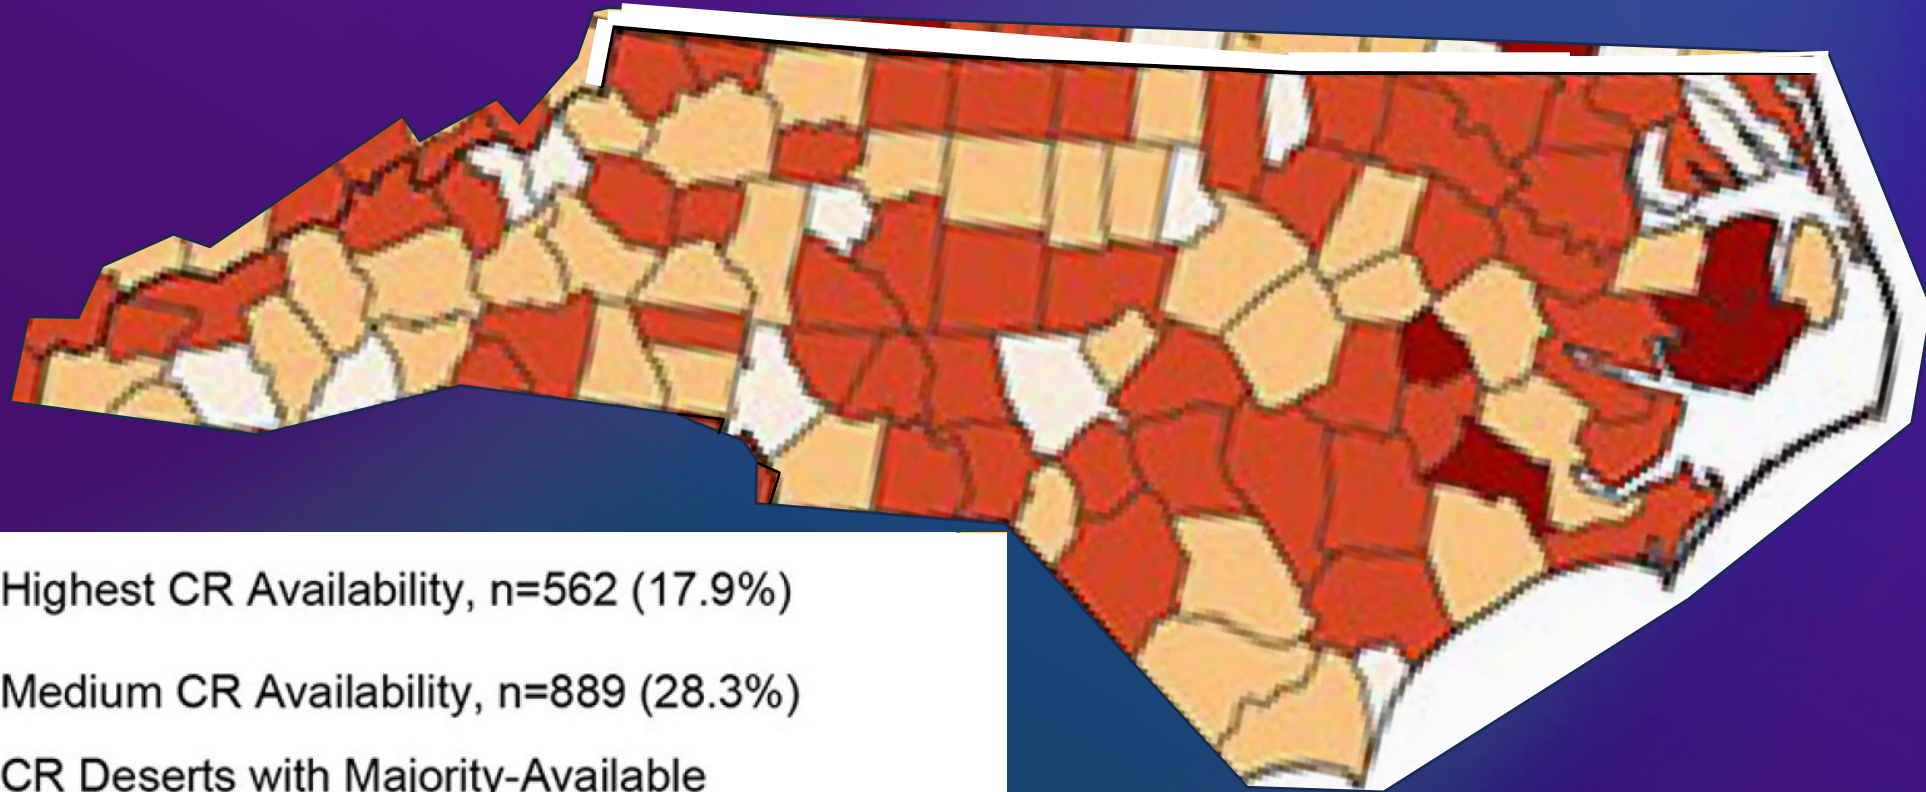 Highest CR Availability, n=562 (17.9%)
Medium CR Availability, n=889 (28.3%)
CR Deserts with Majority-Available